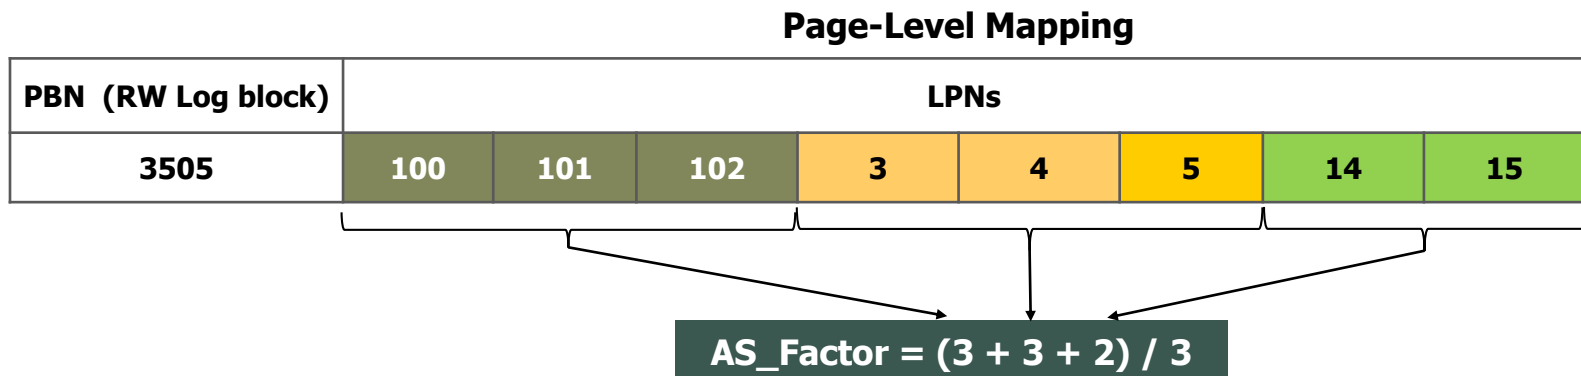 Page-Level Mapping
PBN (RW Log block) LPNs
3505 100 101 102 3 4 5 14 15
AS_Factor = (3 + 3 + 2) / 3